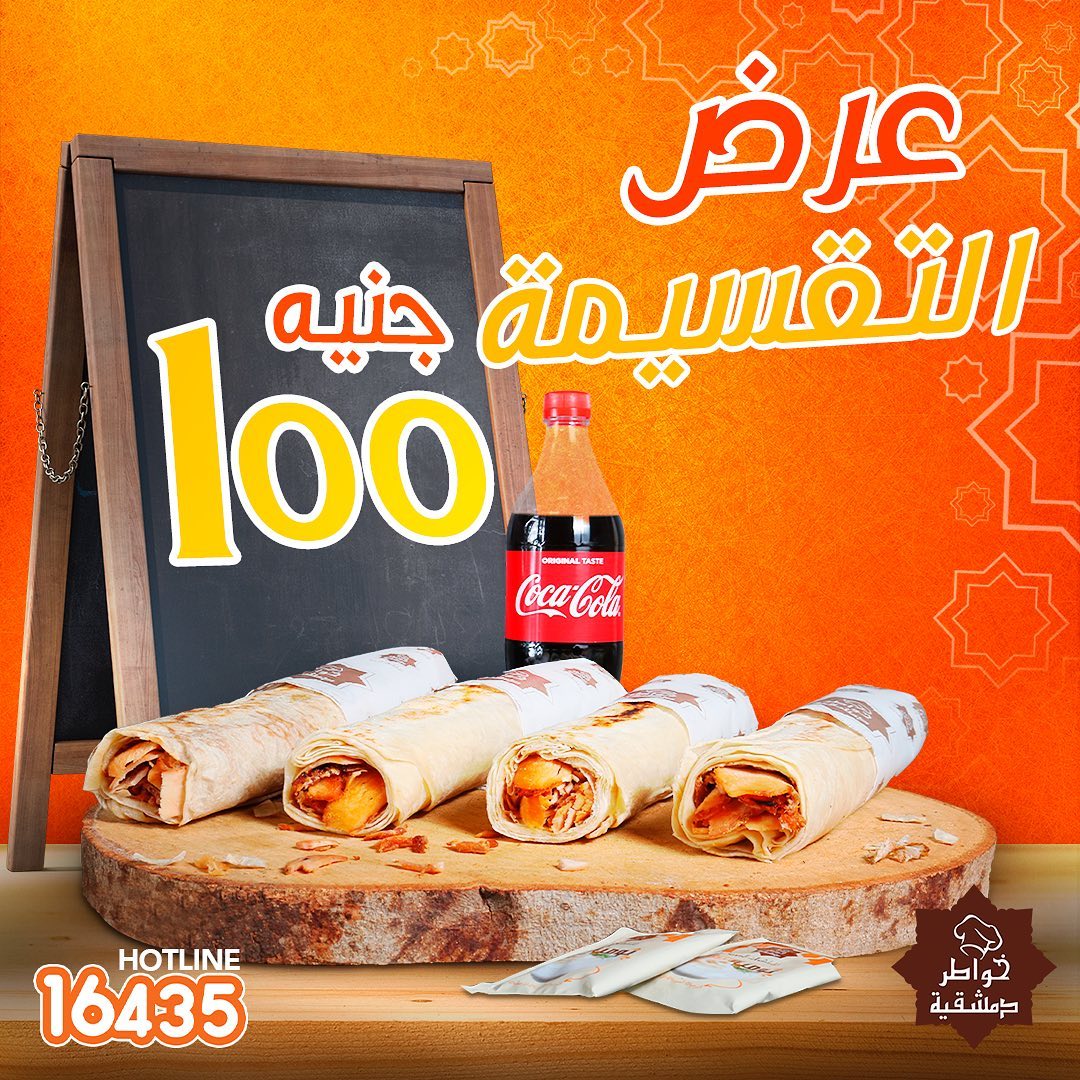 عرض
التقسيمة
100 جنيه
ORIGINAL TASTE
Coca-Cola
HOTLINE
16435
خواطر
دمشقية